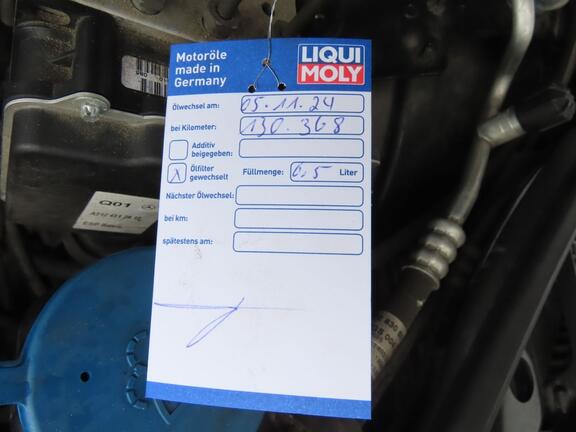 Motoröle
made in
Germany
LIQUI
MOLY
Ölwechsel am: 05.11.24
bei Kilometer: 130.368
Additiv
beigegeben:
X Ölfilter
gewechselt
Füllmenge: 6,5 Liter
Nächster Ölwechsel:
bei km:
spätestens am:
Q01